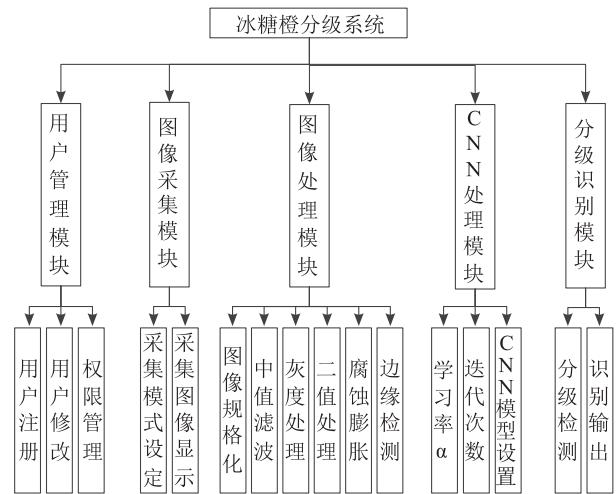 冰糖橙分级系统
用户管理模块
图像采集模块
图像处理模块
CNN处理模块
分级识别模块
用户注册
用户修改
权限管理
采集模式设定
采集图像显示
图像规格化
中值滤波
灰度处理
二值处理
腐蚀膨胀
边缘检测
学习率α
迭代次数
CNN模型设置
分级检测
识别输出